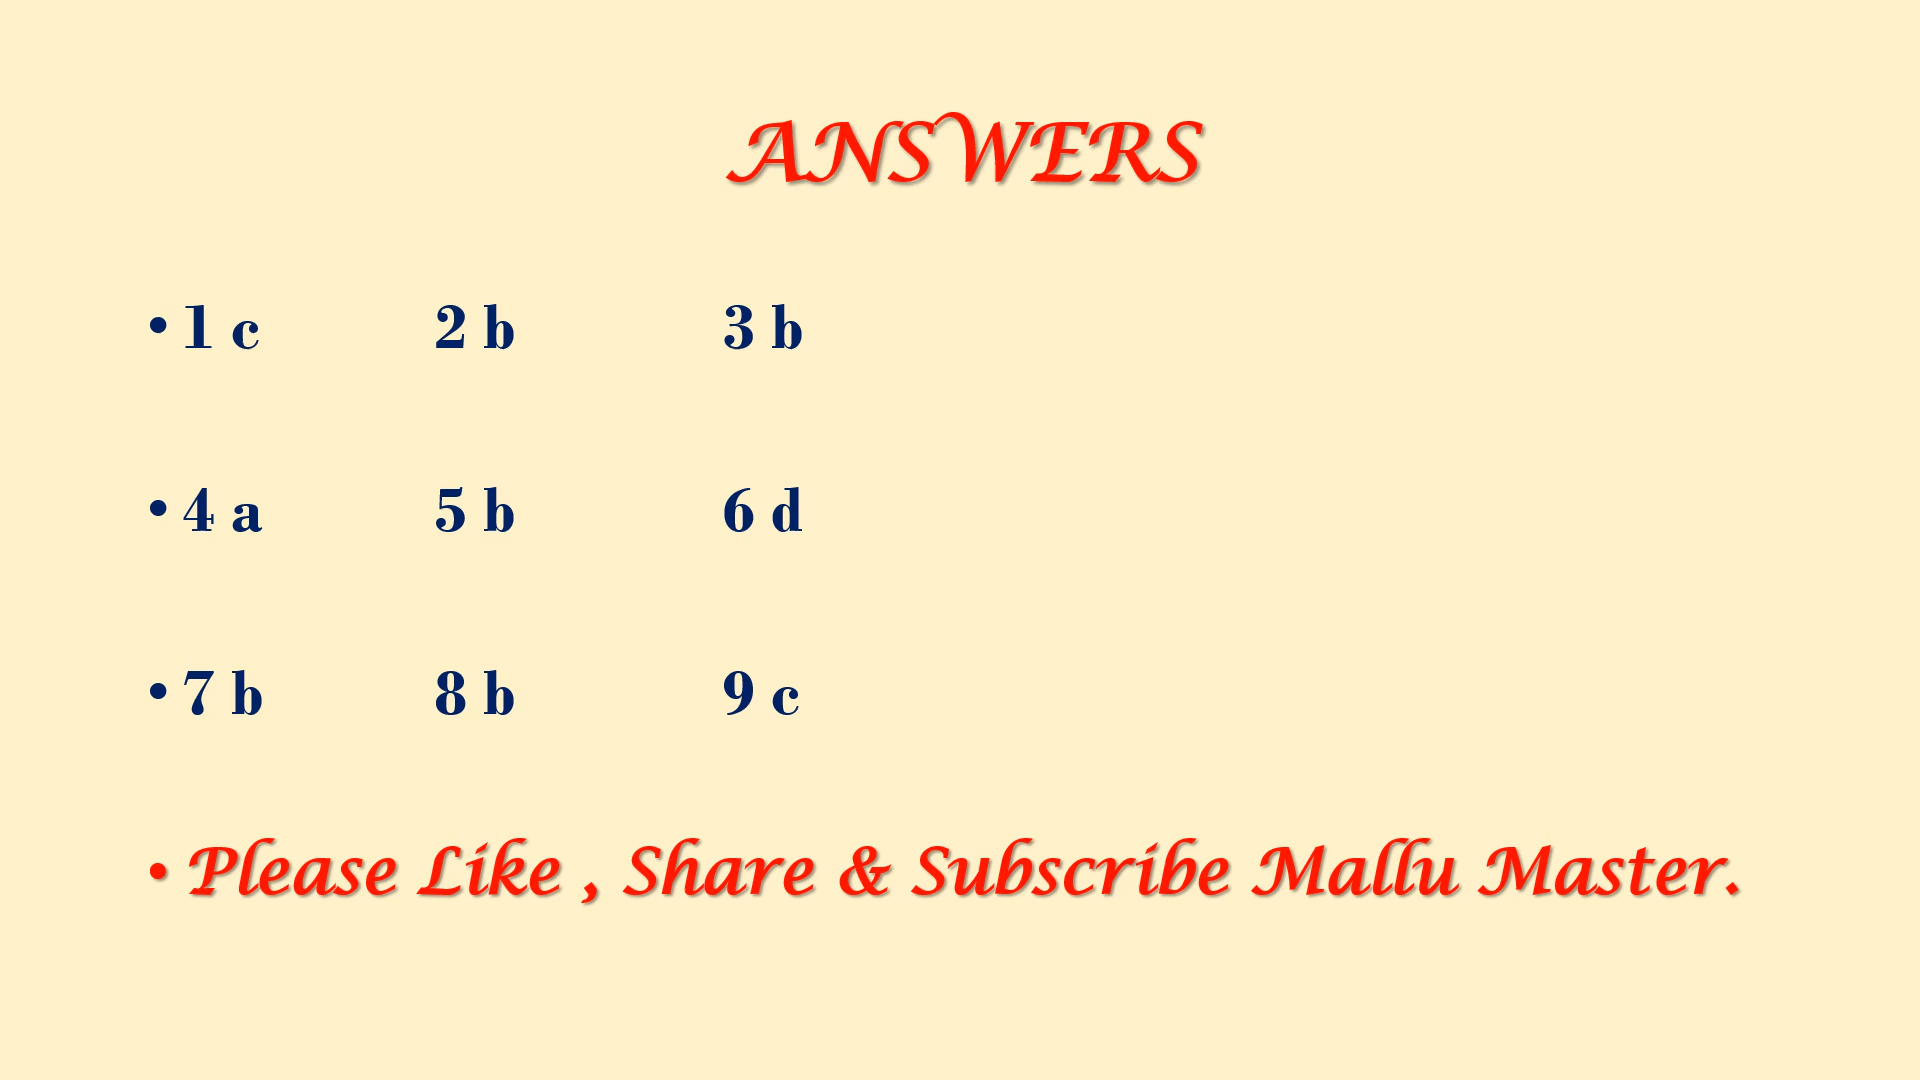 ANSWERS
• 1 c 2 b 3 b
• 4 a 5 b 6 d
• 7 b 8 b 9 c
• Please Like , Share & Subscribe Mallu Master.